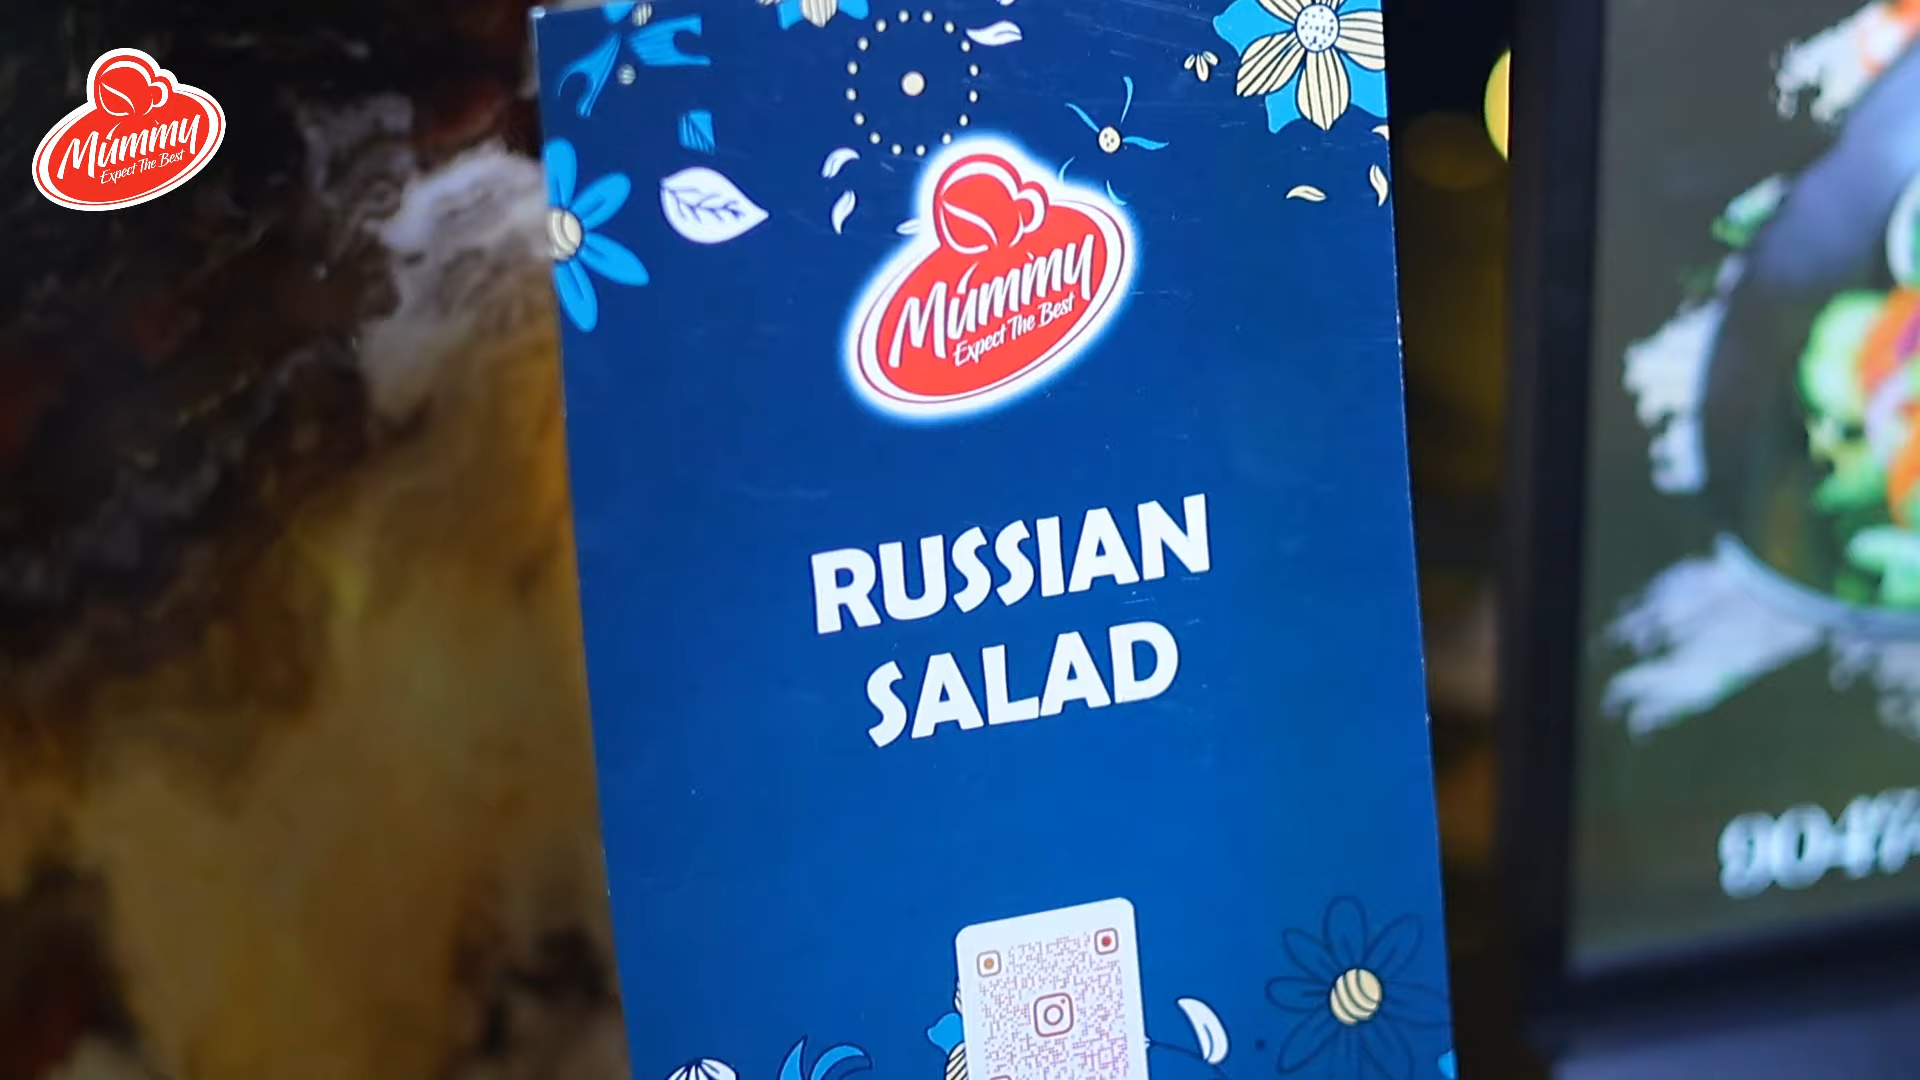 Mummy
Expect The Best
Mummy
Expect The Best
RUSSIAN
SALAD